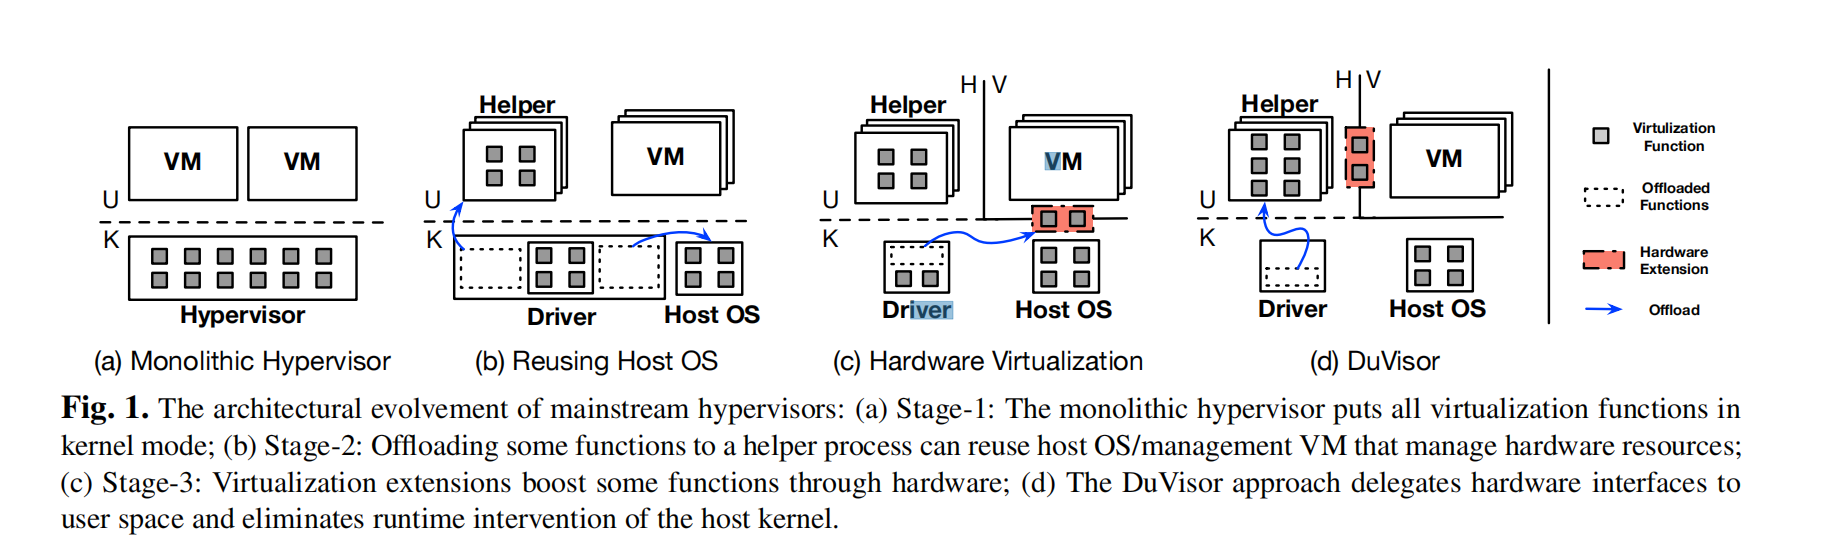 VM
VM
U
K
Hypervisor
(a) Monolithic Hypervisor
Helper
VM
U
K
Driver
Host OS
(b) Reusing Host OS
H V
Helper
VM
U
K
Driver
Host OS
(c) Hardware Virtualization
H V
Helper
VM
U
K
Driver
Host OS
(d) DuVisor
Virtulization
Function
Offloaded
Functions
Hardware
Extension
Offload
Fig. 1. The architectural evolvement of mainstream hypervisors: (a) Stage-1: The monolithic hypervisor puts all virtualization functions in
kernel mode; (b) Stage-2: Offloading some functions to a helper process can reuse host OS/management VM that manage hardware resources;
(c) Stage-3: Virtualization extensions boost some functions through hardware; (d) The DuVisor approach delegates hardware interfaces to
user space and eliminates runtime intervention of the host kernel.